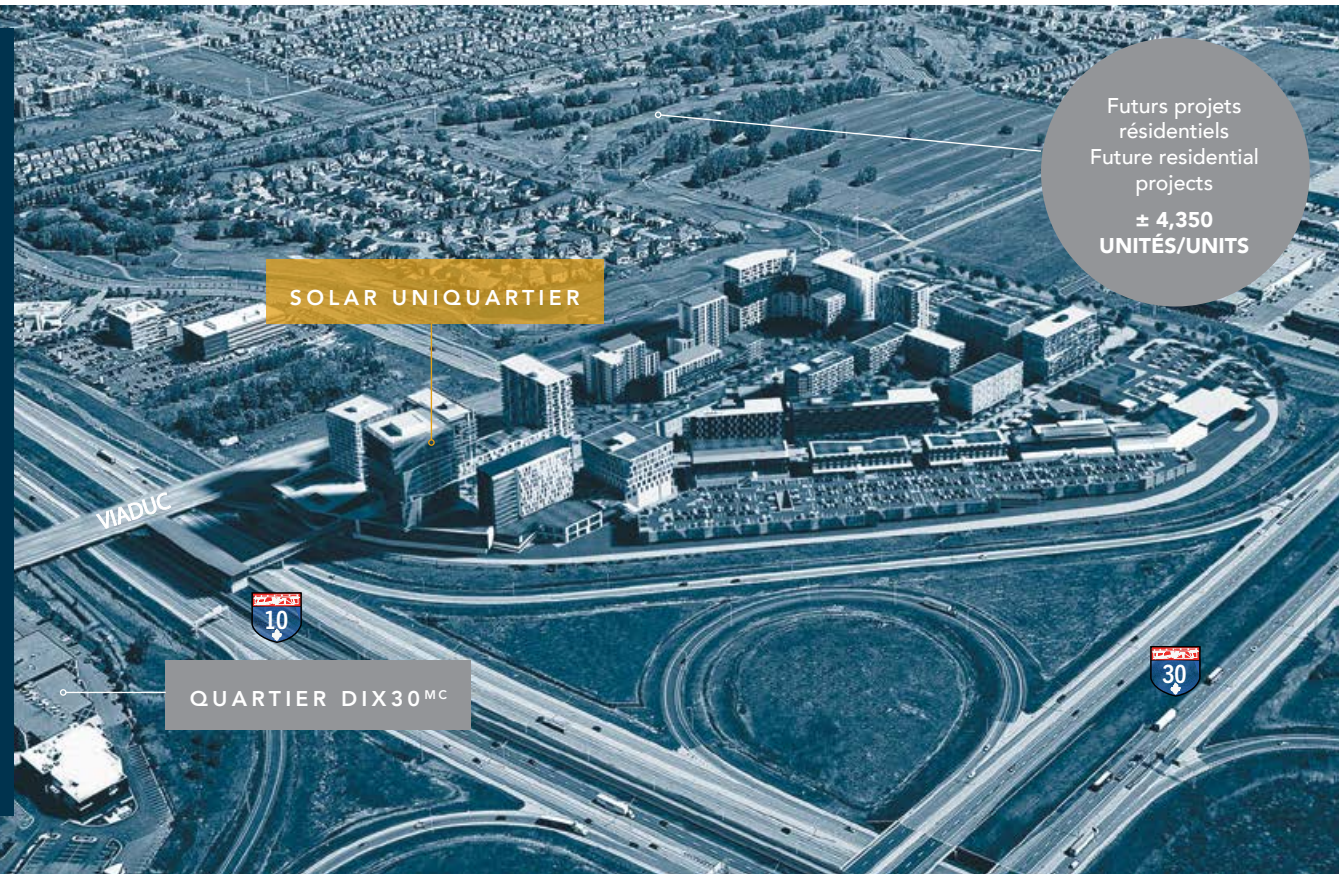 Futurs projets
résidentiels
Future residential
projects
± 4,350
UNITÉS/UNITS
SOLAR UNIQUARTIER
VIADUC
10
QUARTIER DIX30ᴹᶜ
30